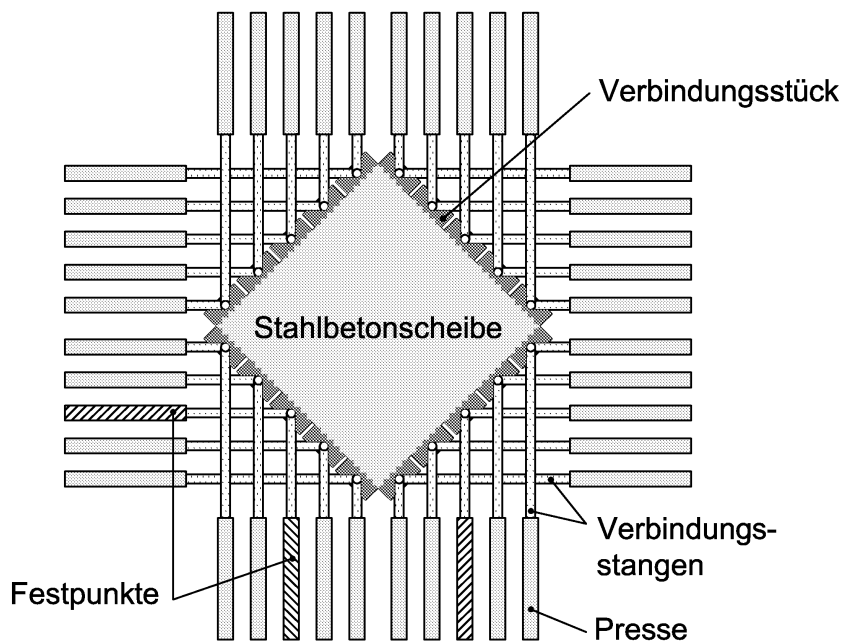 Verbindungsstück
Stahlbetonscheibe
Verbindungs-
stangen
Festpunkte
Presse